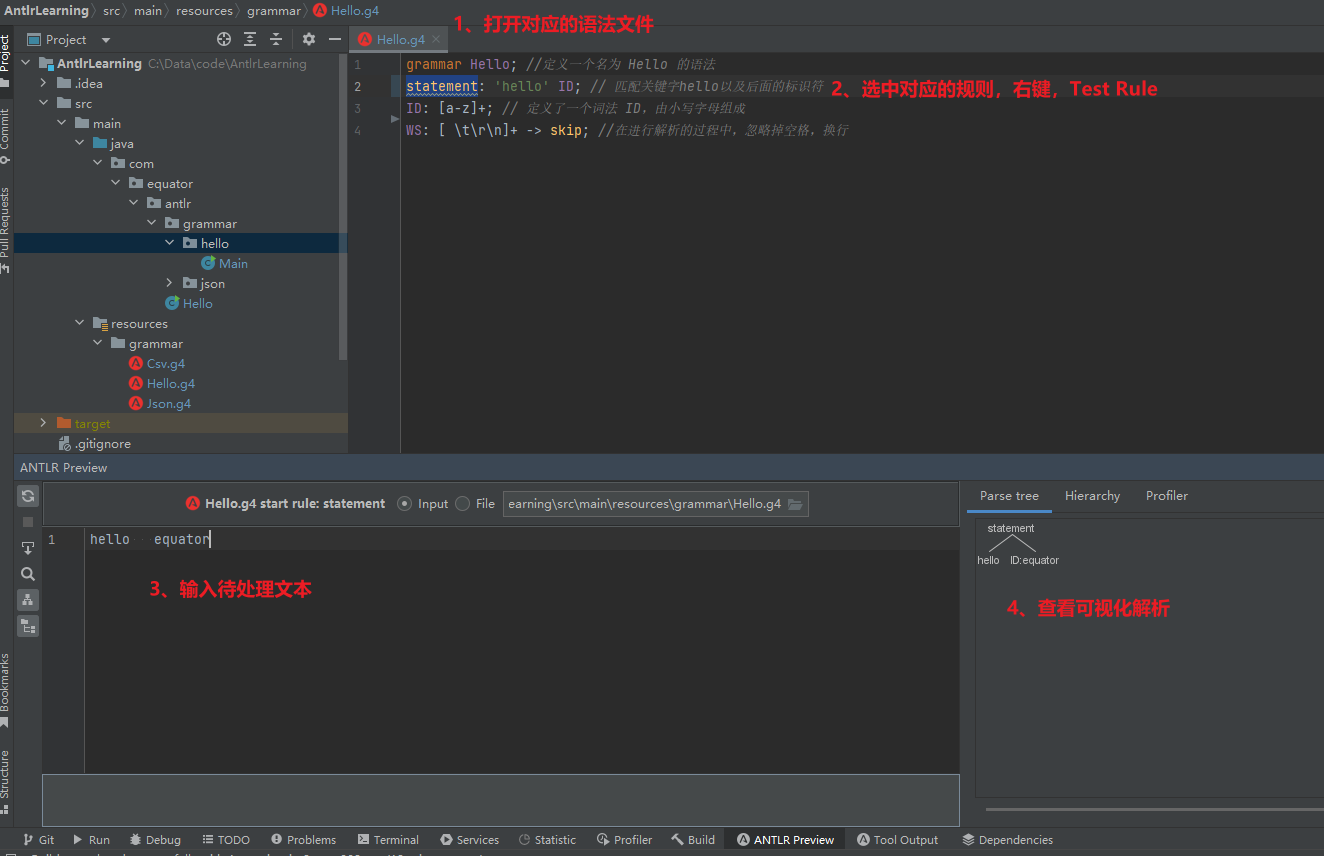 AntlrLearning 〉 src 〉 main 〉 resources 〉 grammar 〉 Hello.g4
1、打开对应的语法文件
Project
Hello.g4
AntlrLearning C:\Data\code\AntlrLearning
.idea
src
main
java
com
equator
antlr
grammar
hello
Main
json
Hello
resources
grammar
Csv.g4
Hello.g4
Json.g4
target
.gitignore
Project
Commit
Pull Requests
Bookmarks
Structure
1 grammar Hello; //定义一个名为 Hello 的语法
2 statement: 'hello' ID; // 匹配关键字hello以及后面的标识符
2、选中对应的规则，右键，Test Rule
3 ID: [a-z]+; // 定义了一个词法 ID，由小写字母组成
4 WS: [ \t\r\n]+ -> skip; //在进行解析的过程中，忽略掉空格，换行
ANTLR Preview
Hello.g4 start rule: statement Input File earning\src\main\resources\grammar\Hello.g4
1 hello equator
3、输入待处理文本
Parse tree Hierarchy Profiler
statement
hello ID:equator
4、查看可视化解析
Git Run Debug TODO Problems Terminal Services Statistic Profiler Build ANTLR Preview Tool Output Dependencies